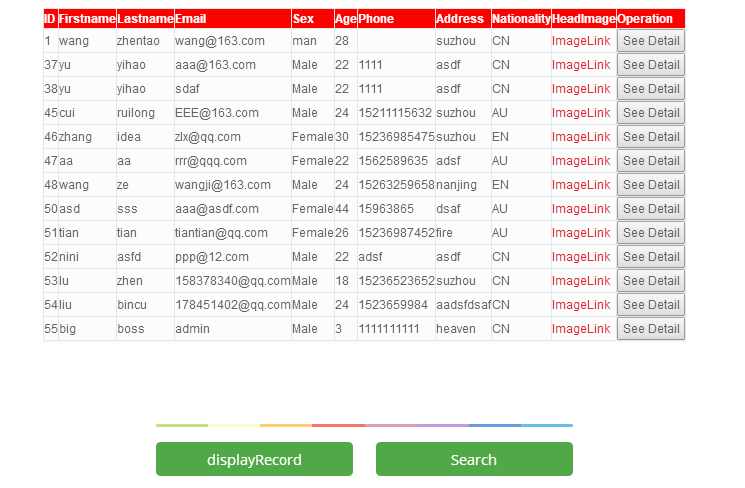 ID Firstname Lastname Email Sex Age Phone Address Nationality HeadImage Operation
1 wang zhentao wang@163.com man 28 suzhou CN ImageLink See Detail
37 yu yihao aaa@163.com Male 22 1111 asdf CN ImageLink See Detail
38 yu yihao sdaf Male 22 1111 asdf CN ImageLink See Detail
45 cui ruilong EEE@163.com Male 24 15211115632 suzhou AU ImageLink See Detail
46 zhang idea zlx@qq.com Female 30 15236985475 suzhou EN ImageLink See Detail
47 aa aa rrr@qqq.com Female 22 1562589635 adsf AU ImageLink See Detail
48 wang ze wangji@163.com Male 24 15263259658 nanjing EN ImageLink See Detail
50 asd sss aaa@asdf.com Female 44 15963865 dsaf AU ImageLink See Detail
51 tian tian tiantian@qq.com Female 26 15236987452 fire AU ImageLink See Detail
52 nini asfd ppp@12.com Male 22 adsf asdf CN ImageLink See Detail
53 lu zhen 158378340@qq.com Male 18 15236523652 suzhou CN ImageLink See Detail
54 liu bincu 178451402@qq.com Male 24 1523659984 aadsfdsaf CN ImageLink See Detail
55 big boss admin Male 3 1111111111 heaven CN ImageLink See Detail
displayRecord Search